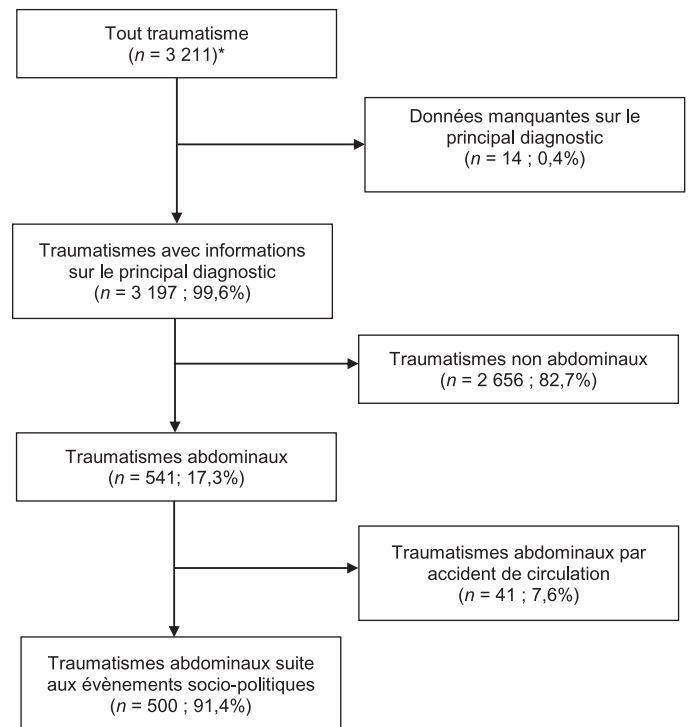 Tout traumatisme
(n = 3 211)*
Données manquantes sur le
principal diagnostic
(n = 14 ; 0,4%)
Traumatismes avec informations
sur le principal diagnostic
(n = 3 197 ; 99,6%)
Traumatismes non abdominaux
(n = 2 656 ; 82,7%)
Traumatismes abdominaux
(n = 541; 17,3%)
Traumatismes abdominaux par
accident de circulation
(n = 41 ; 7,6%)
Traumatismes abdominaux suite
aux évènements socio-politiques
(n = 500 ; 91,4%)